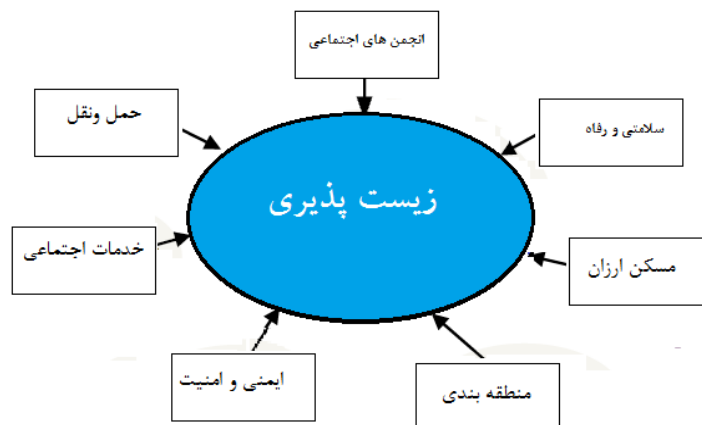 انجمن های اجتماعی
حمل ونقل
سلامتی و رفاه
زیست پذیری
خدمات اجتماعی
مسکن ارزان
ایمنی و امنیت
منطقه بندی